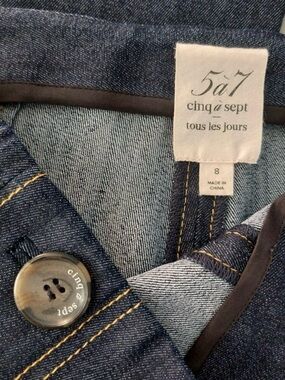 5à7
cinq à sept
tous les jours
8
MADE IN
CHINA
cinq à sept